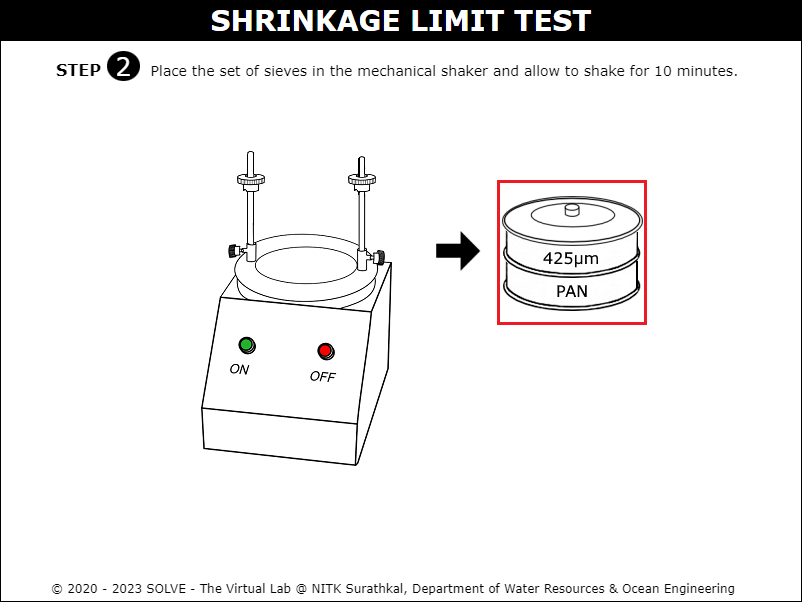 SHRINKAGE LIMIT TEST
STEP 2 Place the set of sieves in the mechanical shaker and allow to shake for 10 minutes.
425μm
PAN
ON
OFF
© 2020 - 2023 SOLVE - The Virtual Lab @ NITK Surathkal, Department of Water Resources & Ocean Engineering